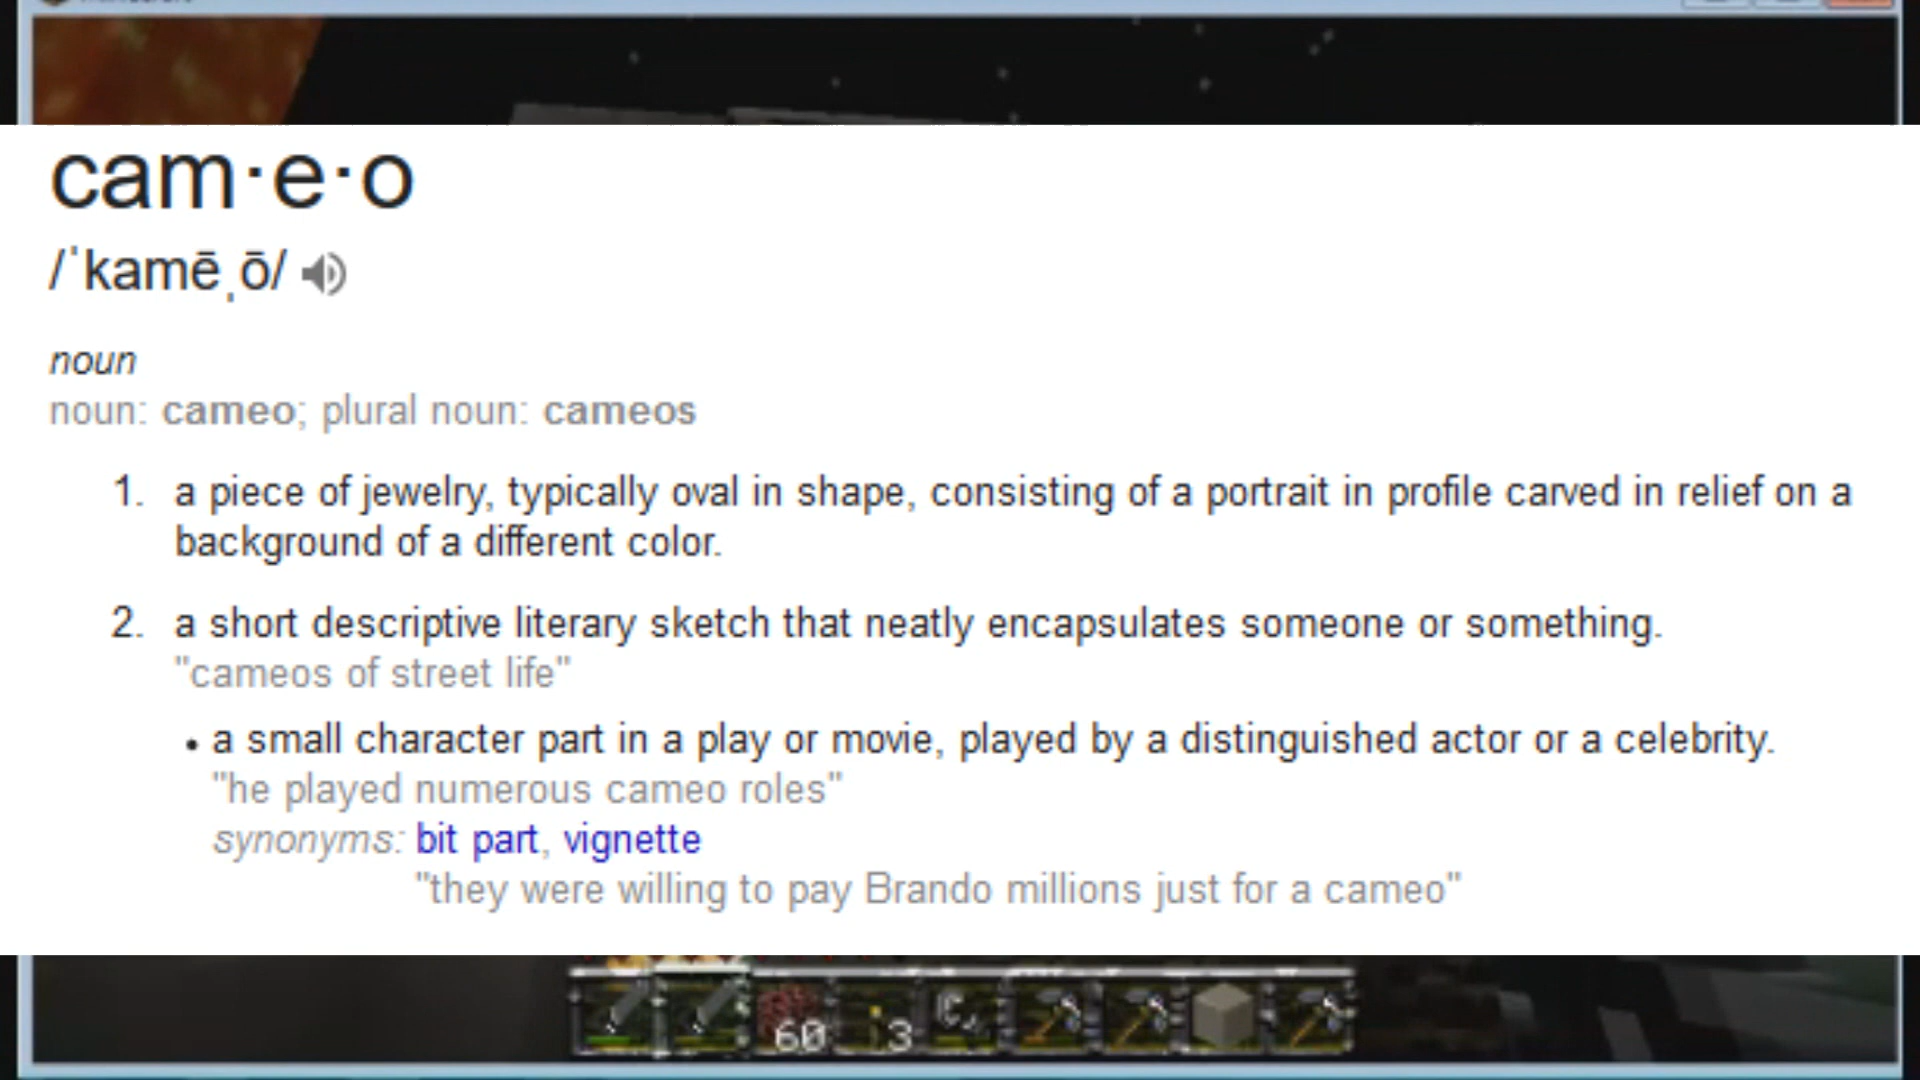 cam·e·o
/ˈkamēˌō/
noun
noun: cameo; plural noun: cameos
1. a piece of jewelry, typically oval in shape, consisting of a portrait in profile carved in relief on a
background of a different color.
2. a short descriptive literary sketch that neatly encapsulates someone or something.
"cameos of street life"
• a small character part in a play or movie, played by a distinguished actor or a celebrity.
"he played numerous cameo roles"
synonyms: bit part, vignette
"they were willing to pay Brando millions just for a cameo"
60 3